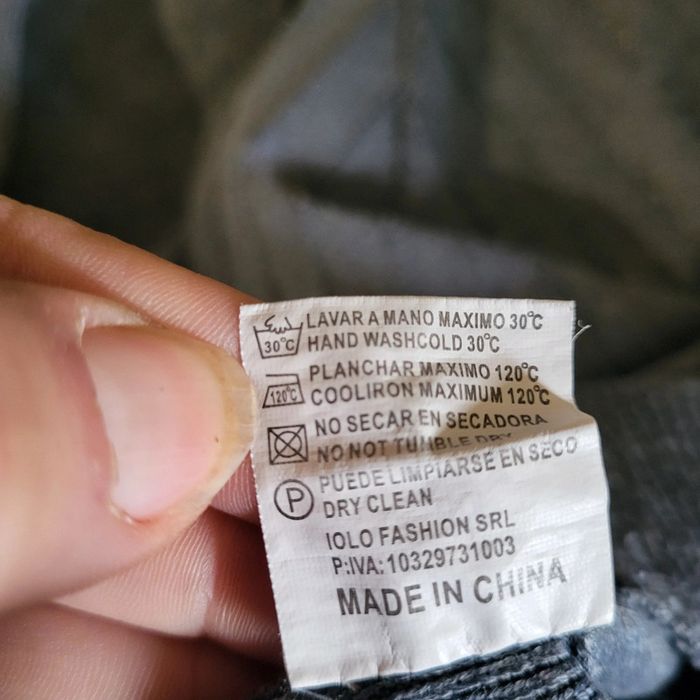 30°C LAVAR A MANO MAXIMO 30°C
HAND WASHCOLD 30°C
120°C PLANCHAR MAXIMO 120°C
COOLIRON MAXIMUM 120°C
NO SECAR EN SECADORA
NO NOT TUMBLE DRY
P PUEDE LIMPIARSE EN SECO
DRY CLEAN
IOLO FASHION SRL
P:IVA: 10329731003
MADE IN CHINA